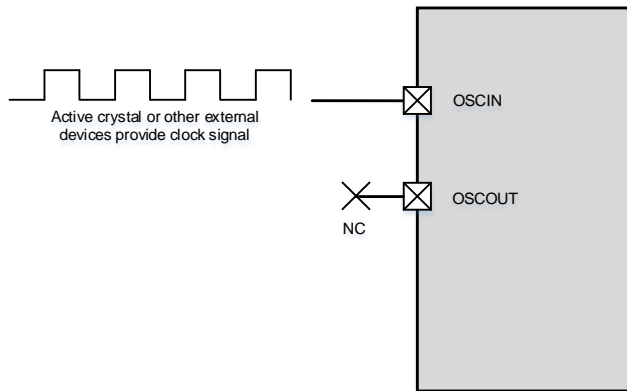 OSCIN
Active crystal or other external
devices provide clock signal
OSCOUT
NC